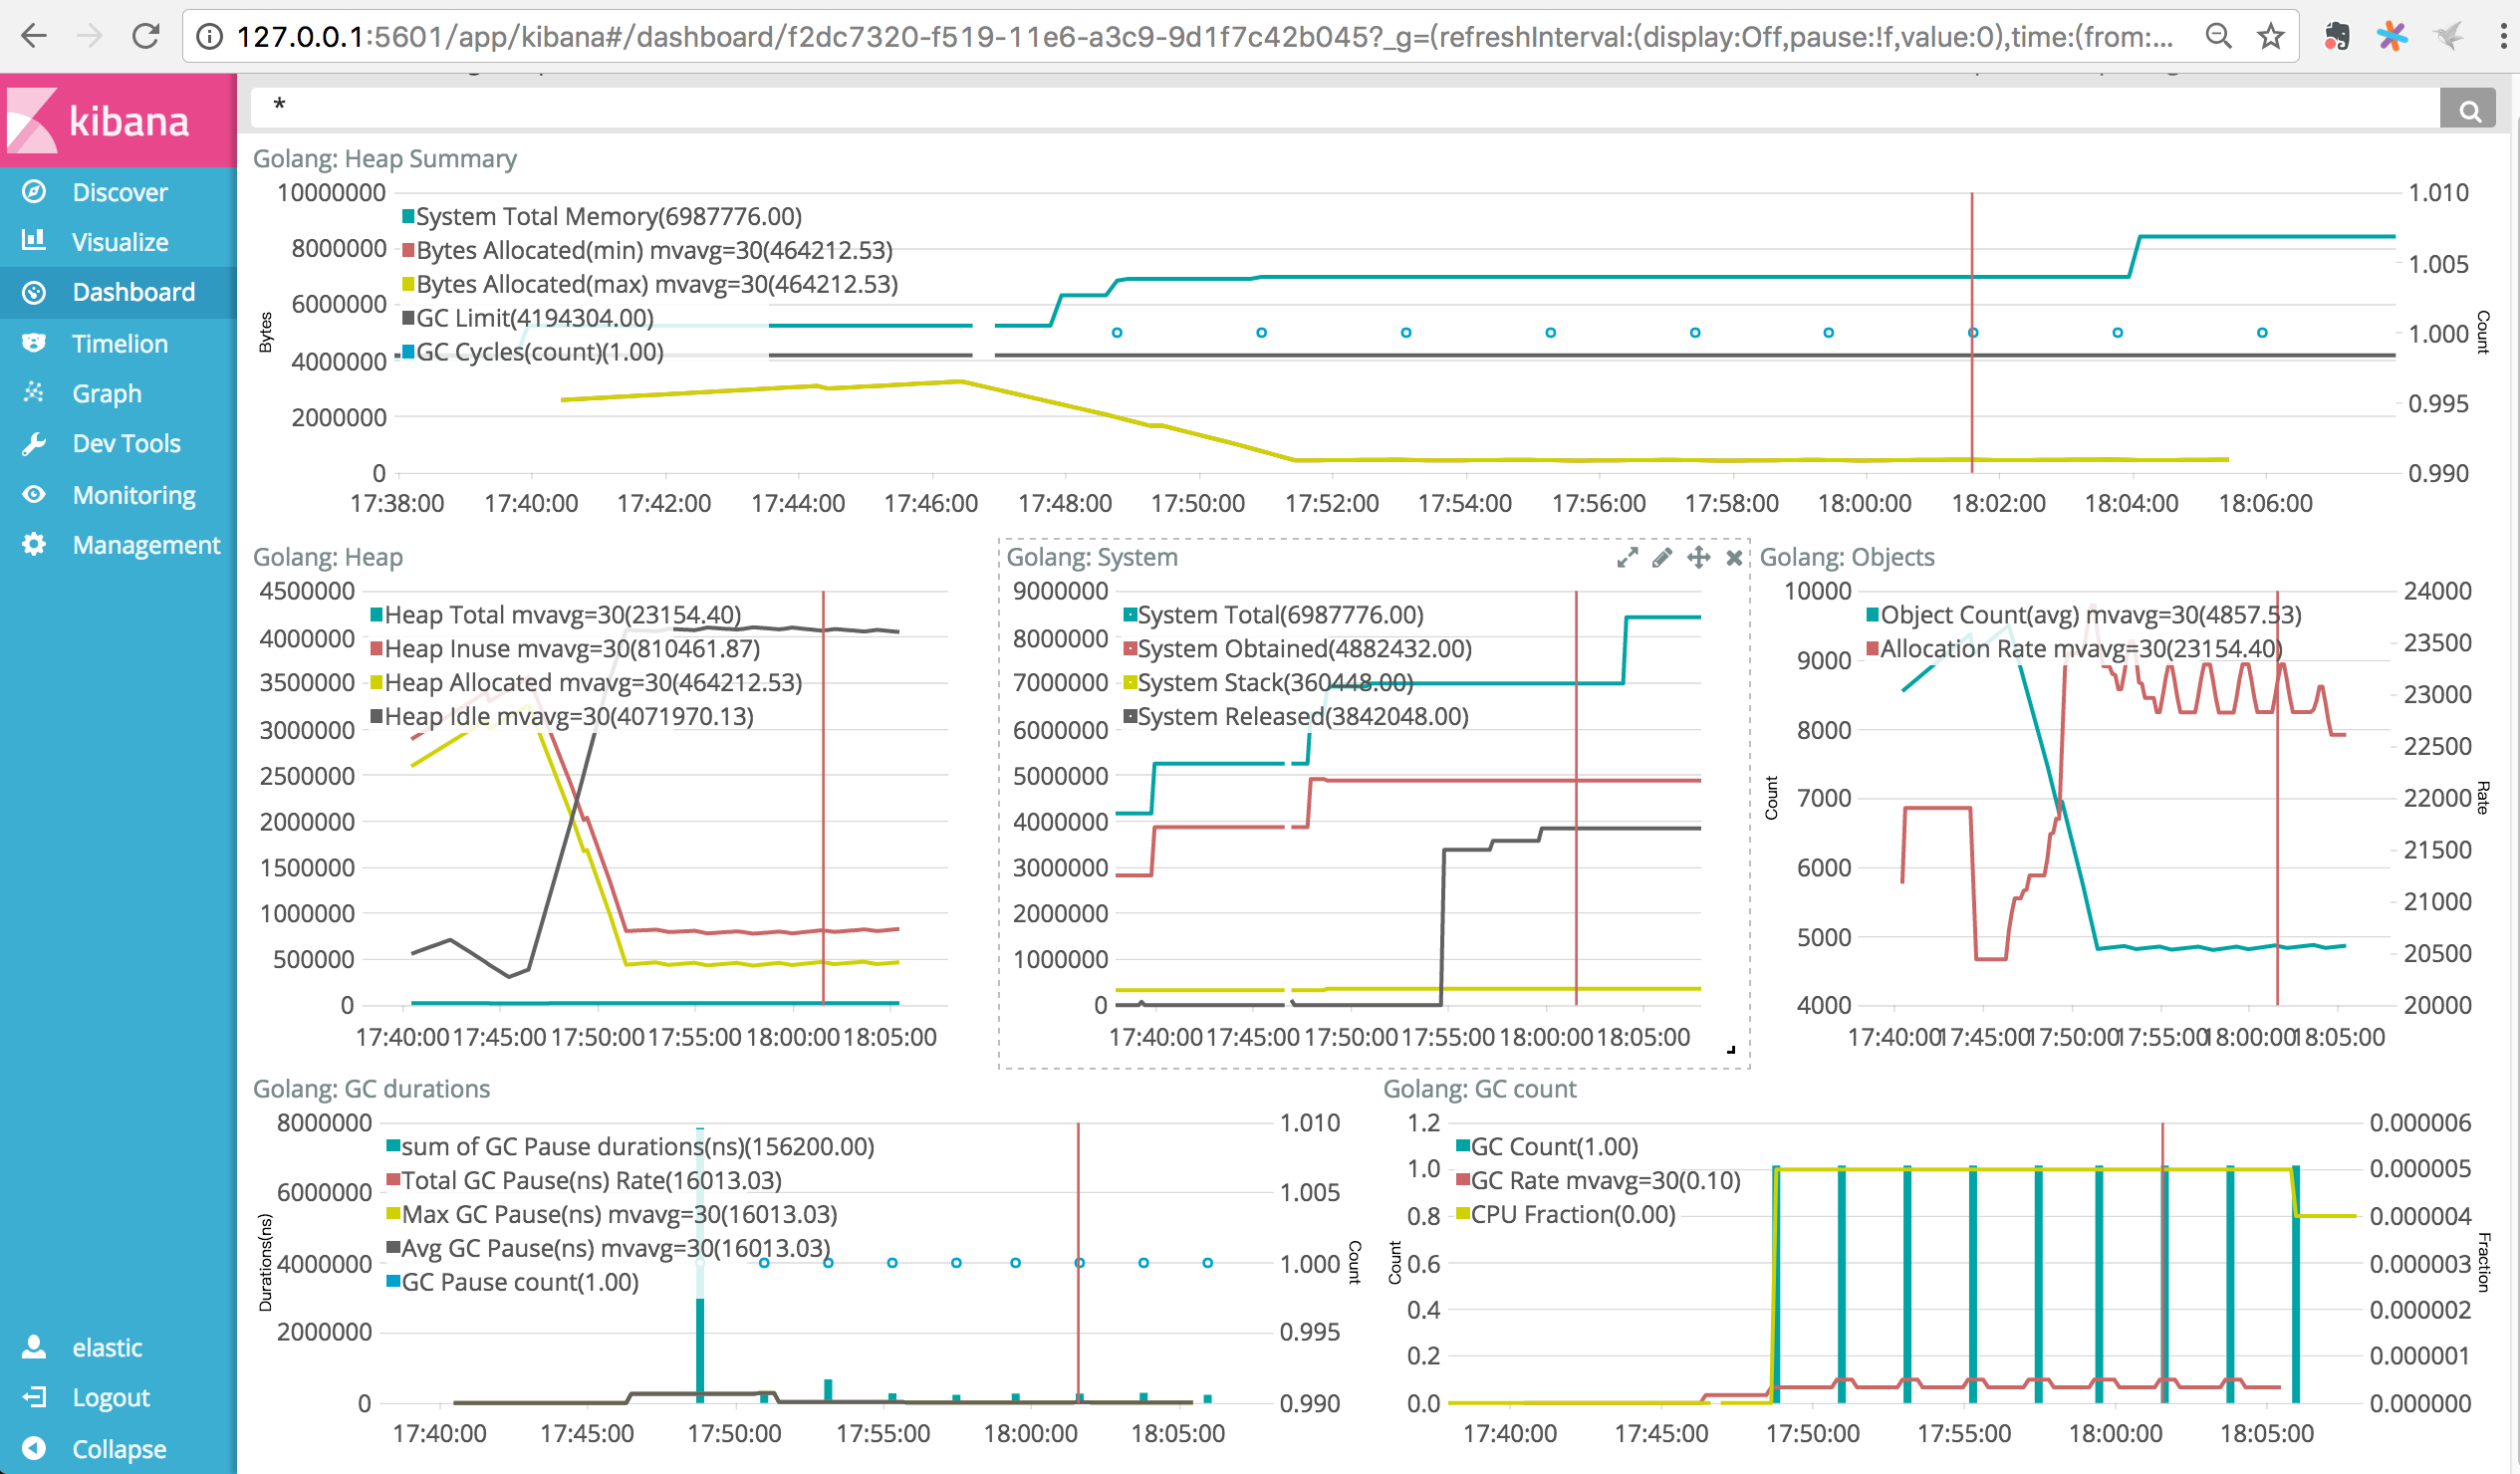 127.0.0.1:5601/app/kibana#/dashboard/f2dc7320-f519-11e6-a3c9-9d1f7c42b045?_g=(refreshInterval:(display:Off,pause:!f,value:0),time:(from:...
kibana
*
Discover
Visualize
Dashboard
Timelion
Graph
Dev Tools
Monitoring
Management
elastic
Logout
Collapse
Golang: Heap Summary
10000000
8000000
6000000
4000000
2000000
0
Bytes
System Total Memory(6987776.00)
Bytes Allocated(min) mvavg=30(464212.53)
Bytes Allocated(max) mvavg=30(464212.53)
GC Limit(4194304.00)
GC Cycles(count)(1.00)
1.010
1.005
1.000
0.995
0.990
Count
17:38:00 17:40:00 17:42:00 17:44:00 17:46:00 17:48:00 17:50:00 17:52:00 17:54:00 17:56:00 17:58:00 18:00:00 18:02:00 18:04:00 18:06:00
Golang: Heap
4500000
4000000
3500000
3000000
2500000
2000000
1500000
1000000
500000
0
Heap Total mvavg=30(23154.40)
Heap Inuse mvavg=30(810461.87)
Heap Allocated mvavg=30(464212.53)
Heap Idle mvavg=30(4071970.13)
17:40:00 17:45:00 17:50:00 17:55:00 18:00:00 18:05:00
Golang: System
9000000
8000000
7000000
6000000
5000000
4000000
3000000
2000000
1000000
0
System Total(6987776.00)
System Obtained(4882432.00)
System Stack(360448.00)
System Released(3842048.00)
17:40:00 17:45:00 17:50:00 17:55:00 18:00:00 18:05:00
Golang: Objects
10000
9000
8000
7000
6000
5000
4000
Count
Object Count(avg) mvavg=30(4857.53)
Allocation Rate mvavg=30(23154.40)
24000
23500
23000
22500
22000
21500
21000
20500
20000
Rate
17:40:00 17:45:00 17:50:00 17:55:00 18:00:00 18:05:00
Golang: GC durations
8000000
6000000
4000000
2000000
0
Durations(ns)
sum of GC Pause durations(ns)(156200.00)
Total GC Pause(ns) Rate(16013.03)
Max GC Pause(ns) mvavg=30(16013.03)
Avg GC Pause(ns) mvavg=30(16013.03)
GC Pause count(1.00)
1.010
1.005
1.000
0.995
0.990
Count
17:40:00 17:45:00 17:50:00 17:55:00 18:00:00 18:05:00
Golang: GC count
1.2
1.0
0.8
0.6
0.4
0.2
0.0
Count
GC Count(1.00)
GC Rate mvavg=30(0.10)
CPU Fraction(0.00)
0.000006
0.000005
0.000004
0.000003
0.000002
0.000001
0.000000
Fraction
17:40:00 17:45:00 17:50:00 17:55:00 18:00:00 18:05:00